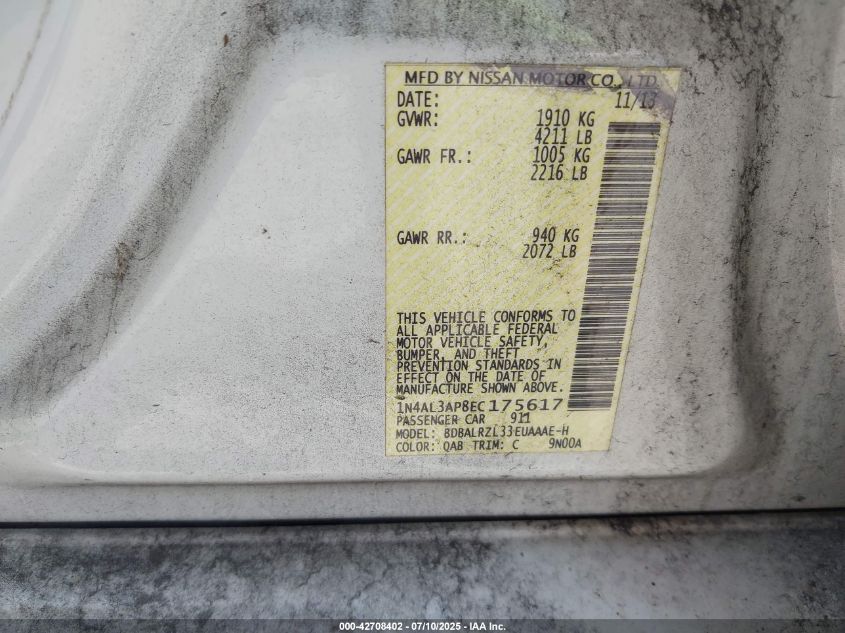 MFD BY NISSAN MOTOR CO., LTD.
DATE: 11/13
GVWR: 1910 KG
4211 LB
GAWR FR.: 1005 KG
2216 LB
GAWR RR.: 940 KG
2072 LB
THIS VEHICLE CONFORMS TO
ALL APPLICABLE FEDERAL
MOTOR VEHICLE SAFETY,
BUMPER, AND THEFT
PREVENTION STANDARDS IN
EFFECT ON THE DATE OF
MANUFACTURE SHOWN ABOVE.
1N4AL3AP8EC175617
PASSENGER CAR 911
MODEL: BDBALRZL33EUAAAE-H
COLOR: QAB TRIM: C 9N00A
000-42708402 - 07/10/2025 - IAA Inc.